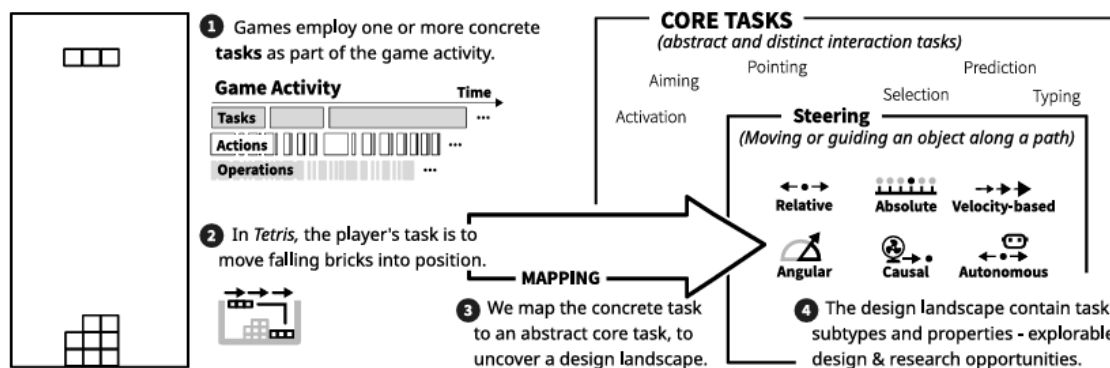 1 Games employ one or more concrete
tasks as part of the game activity.
Game Activity
Time
Tasks
...
Actions
...
Operations
...
2 In Tetris, the player's task is to
move falling bricks into position.
MAPPING
3 We map the concrete task
to an abstract core task, to
uncover a design landscape.
CORE TASKS
(abstract and distinct interaction tasks)
Pointing
Prediction
Aiming
Selection
Typing
Activation
Steering
(Moving or guiding an object along a path)
Relative
Absolute
Velocity-based
Angular
Causal
Autonomous
4 The design landscape contain task
subtypes and properties - explorable
design & research opportunities.